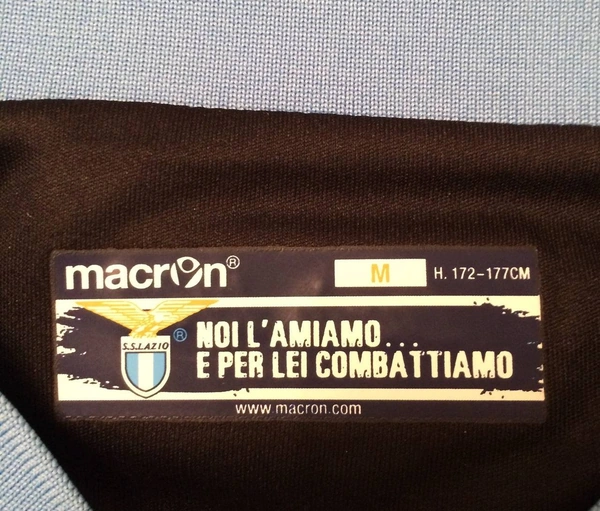 macron®
M
H. 172-177CM
S.S.LAZIO
®
NOI L'AMIAMO...
E PER LEI COMBATTIAMO
www.macron.com